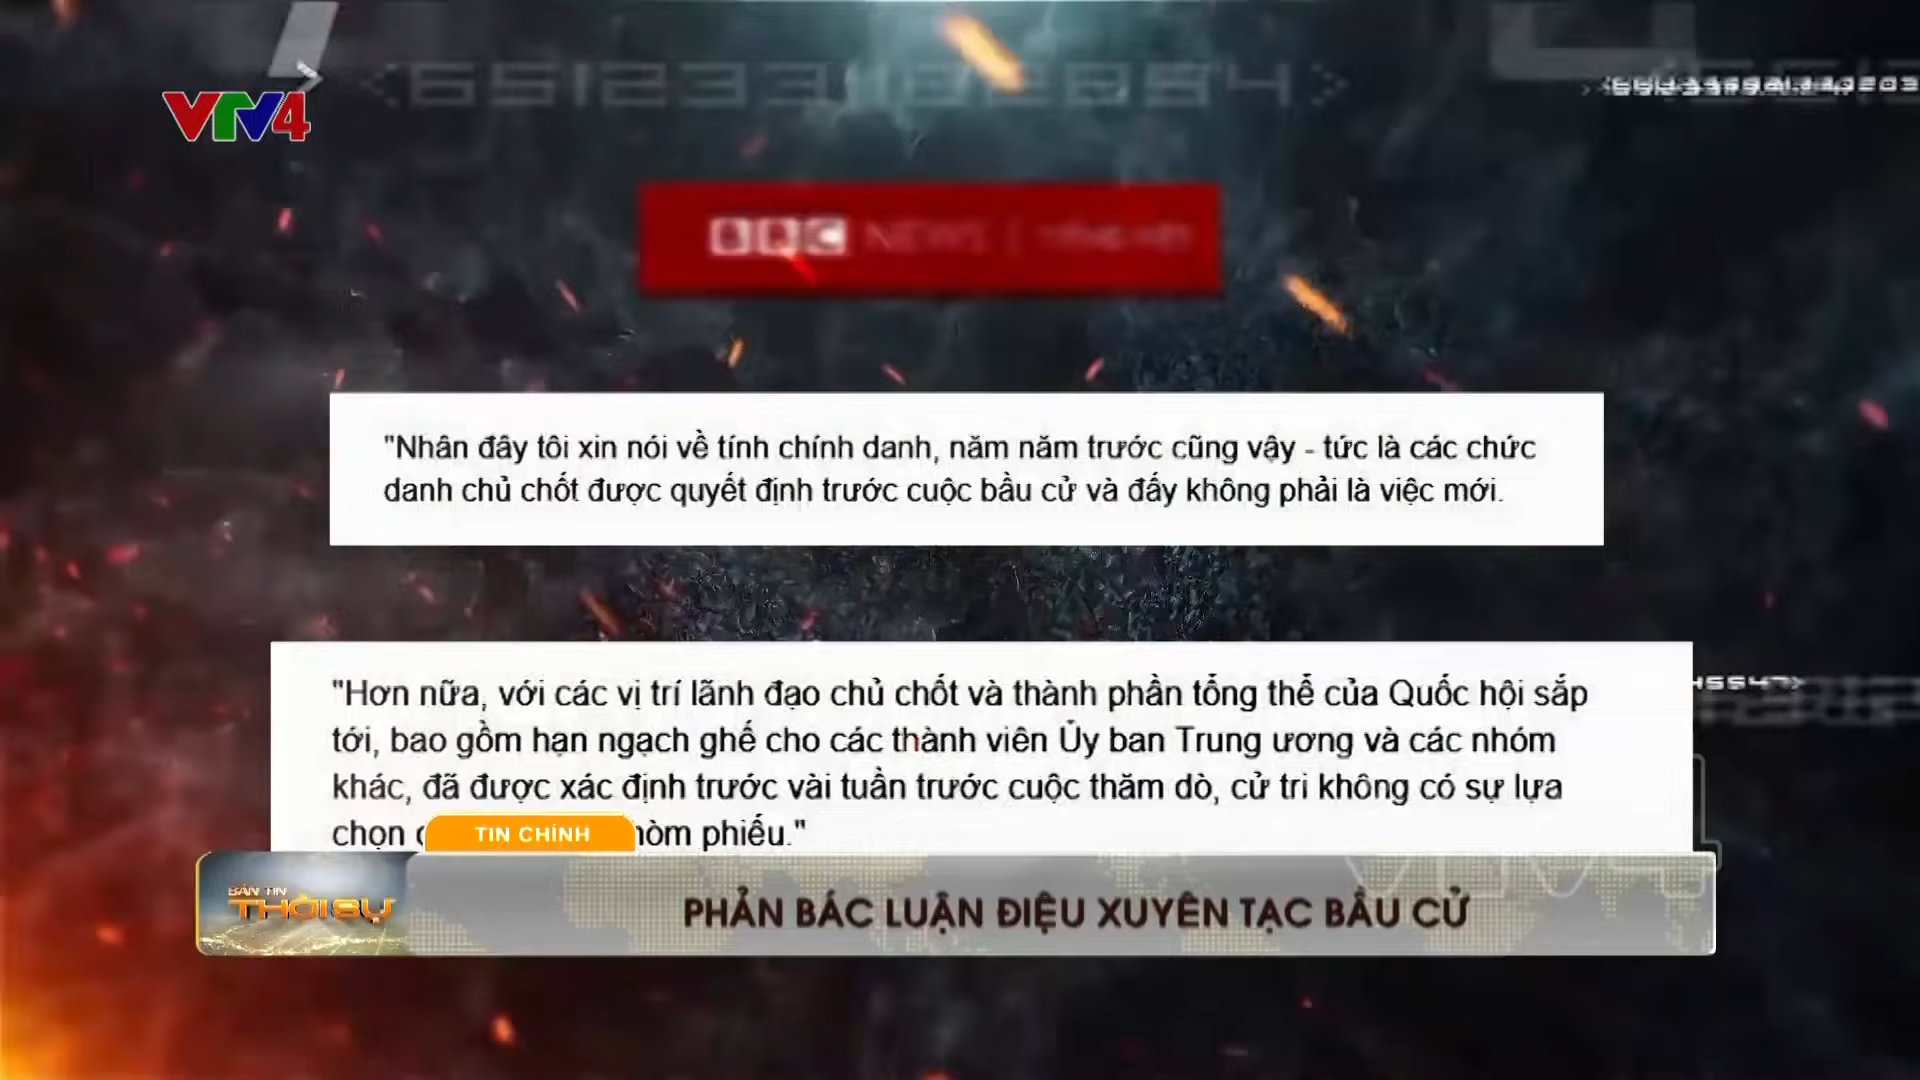 <65123311812654>
VTV4
BBC NEWS |
"Nhân đây tôi xin nói về tính chính danh, năm năm trước cũng vậy - tức là các chức
danh chủ chốt được quyết định trước cuộc bầu cử và đấy không phải là việc mới.
"Hơn nữa, với các vị trí lãnh đạo chủ chốt và thành phần tổng thể của Quốc hội sắp
tới, bao gồm hạn ngạch ghế cho các thành viên Ủy ban Trung ương và các nhóm
khác, đã được xác định trước vài tuần trước cuộc thăm dò, cử tri không có sự lựa
chọn phiếu."
TIN CHÍNH
BẢN TIN
THỜI SỰ
PHẢN BÁC LUẬN ĐIỆU XUYÊN TẠC BẦU CỬ